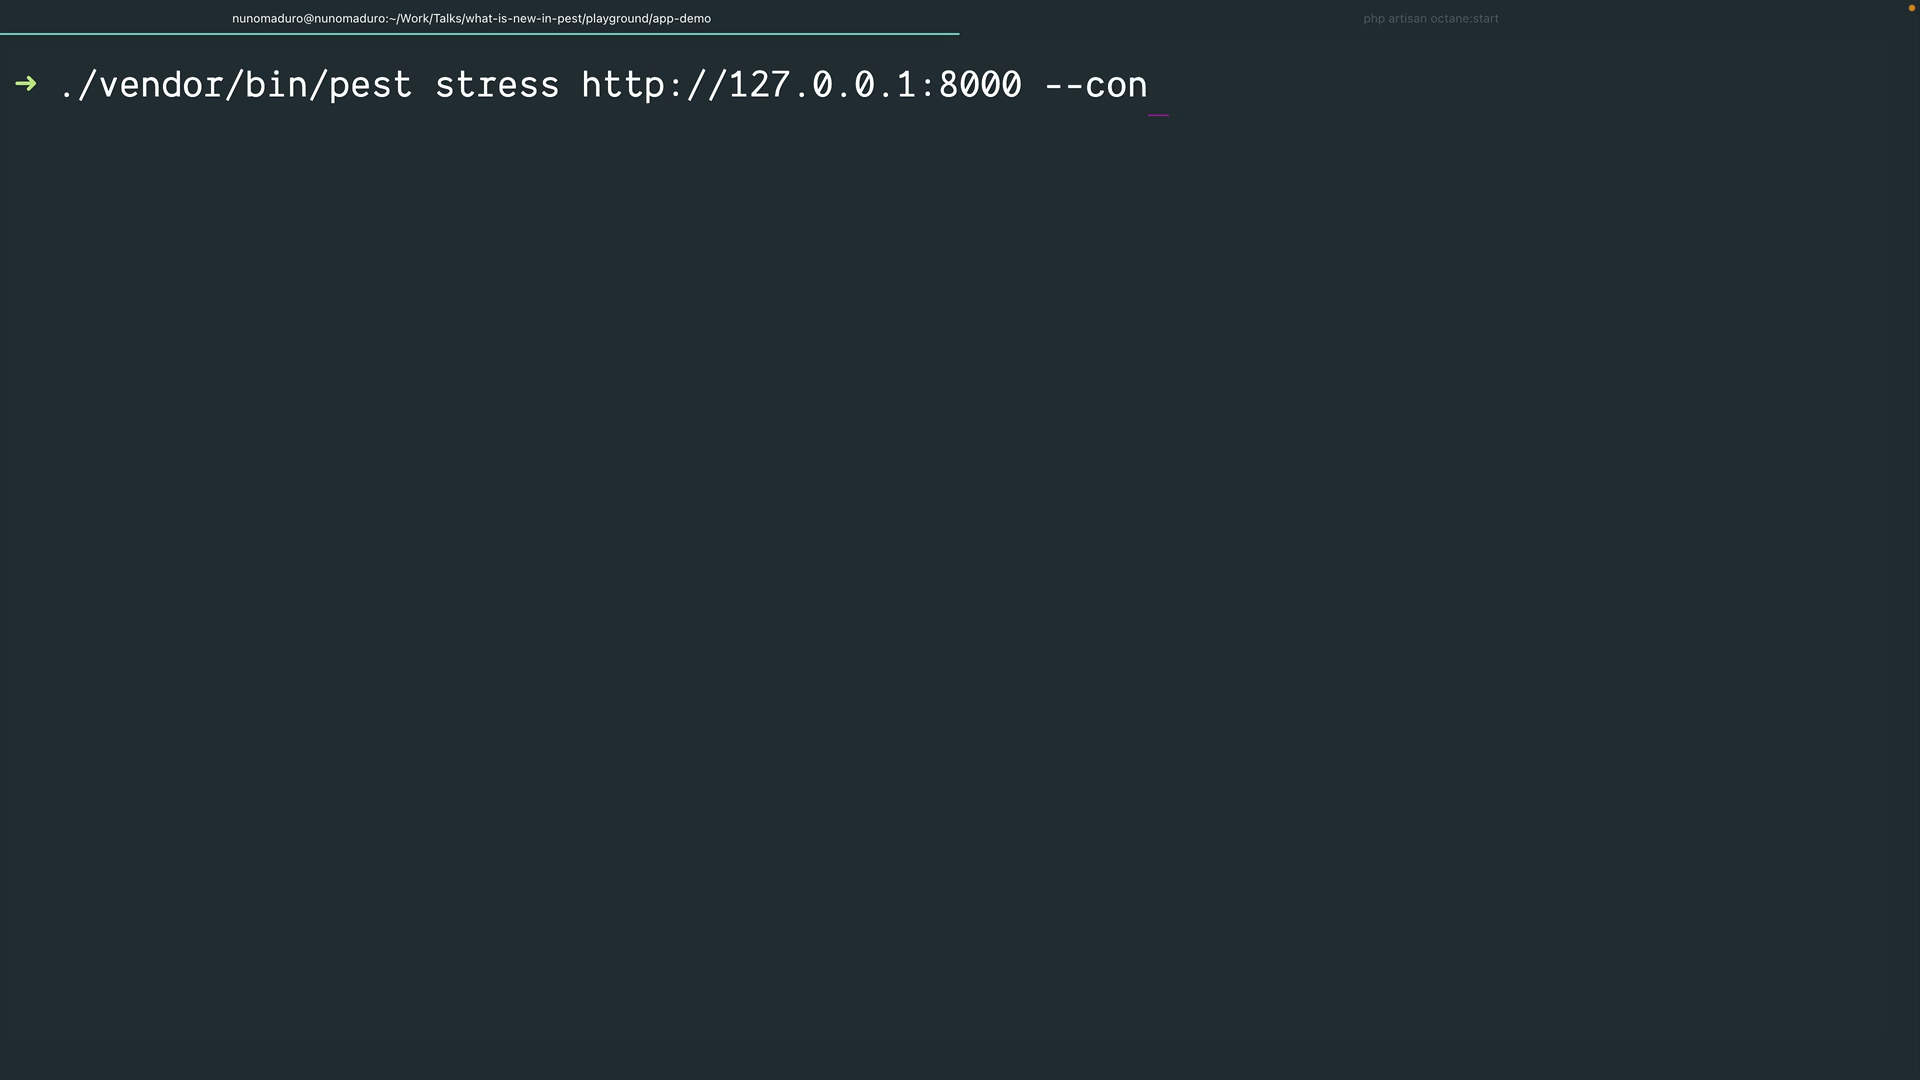 nunomaduro@nunomaduro:~/Work/Talks/what-is-new-in-pest/playground/app-demo
php artisan octane:start
➜ ./vendor/bin/pest stress http://127.0.0.1:8000 --con